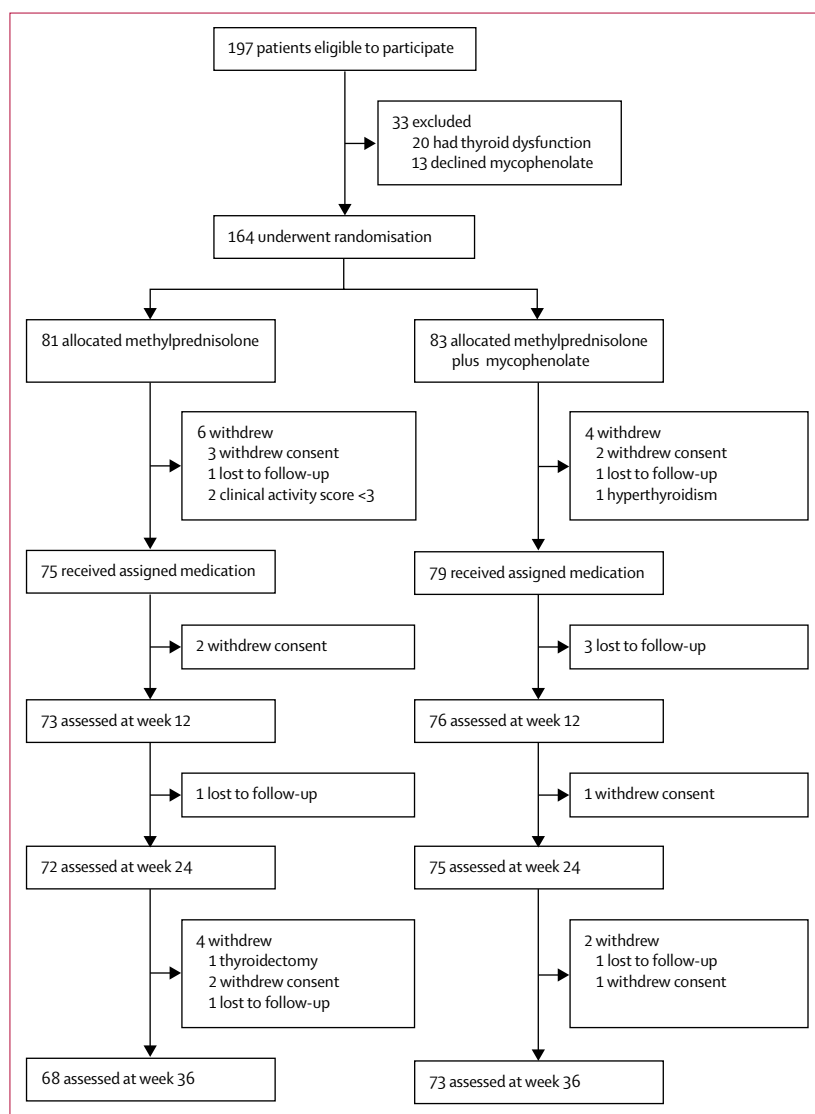 197 patients eligible to participate
33 excluded
20 had thyroid dysfunction
13 declined mycophenolate
164 underwent randomisation
81 allocated methylprednisolone
83 allocated methylprednisolone
plus mycophenolate
6 withdrew
3 withdrew consent
1 lost to follow-up
2 clinical activity score <3
4 withdrew
2 withdrew consent
1 lost to follow-up
1 hyperthyroidism
75 received assigned medication
79 received assigned medication
2 withdrew consent
3 lost to follow-up
73 assessed at week 12
76 assessed at week 12
1 lost to follow-up
1 withdrew consent
72 assessed at week 24
75 assessed at week 24
4 withdrew
1 thyroidectomy
2 withdrew consent
1 lost to follow-up
2 withdrew
1 lost to follow-up
1 withdrew consent
68 assessed at week 36
73 assessed at week 36